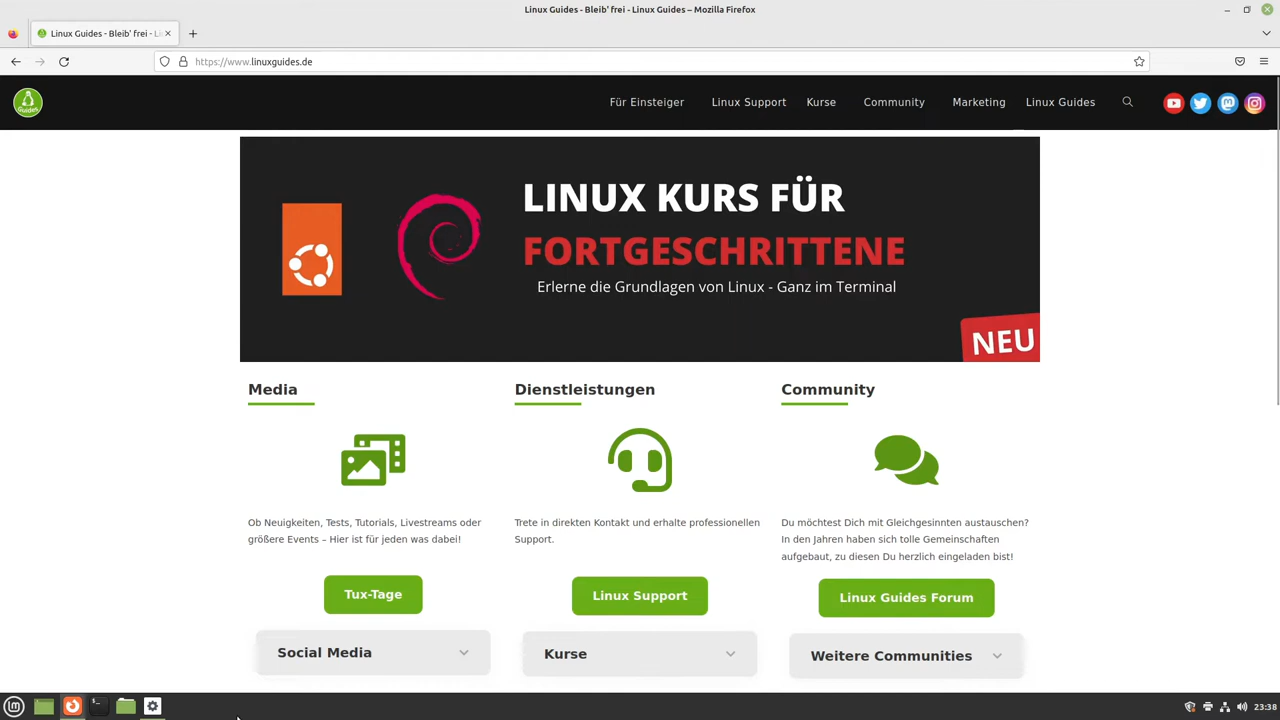 Linux Guides - Bleib' frei - Linux Guides — Mozilla Firefox
Linux Guides - Bleib' frei - Li
https://www.linuxguides.de
Guides
Für Einsteiger
Linux Support
Kurse
Community
Marketing
Linux Guides
LINUX KURS FÜR
FORTGESCHRITTENE
Erlerne die Grundlagen von Linux - Ganz im Terminal
NEU
Media
Ob Neuigkeiten, Tests, Tutorials, Livestreams oder
größere Events – Hier ist für jeden was dabei!
Tux-Tage
Social Media
Dienstleistungen
Trete in direkten Kontakt und erhalte professionellen
Support.
Linux Support
Kurse
Community
Du möchtest Dich mit Gleichgesinnten austauschen?
In den Jahren haben sich tolle Gemeinschaften
aufgebaut, zu diesen Du herzlich eingeladen bist!
Linux Guides Forum
Weitere Communities
23:38